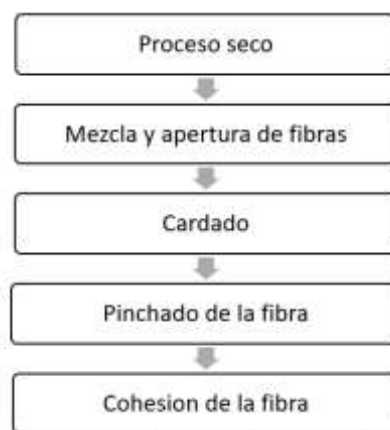 Proceso seco
Mezcla y apertura de fibras
Cardado
Pinchado de la fibra
Cohesion de la fibra